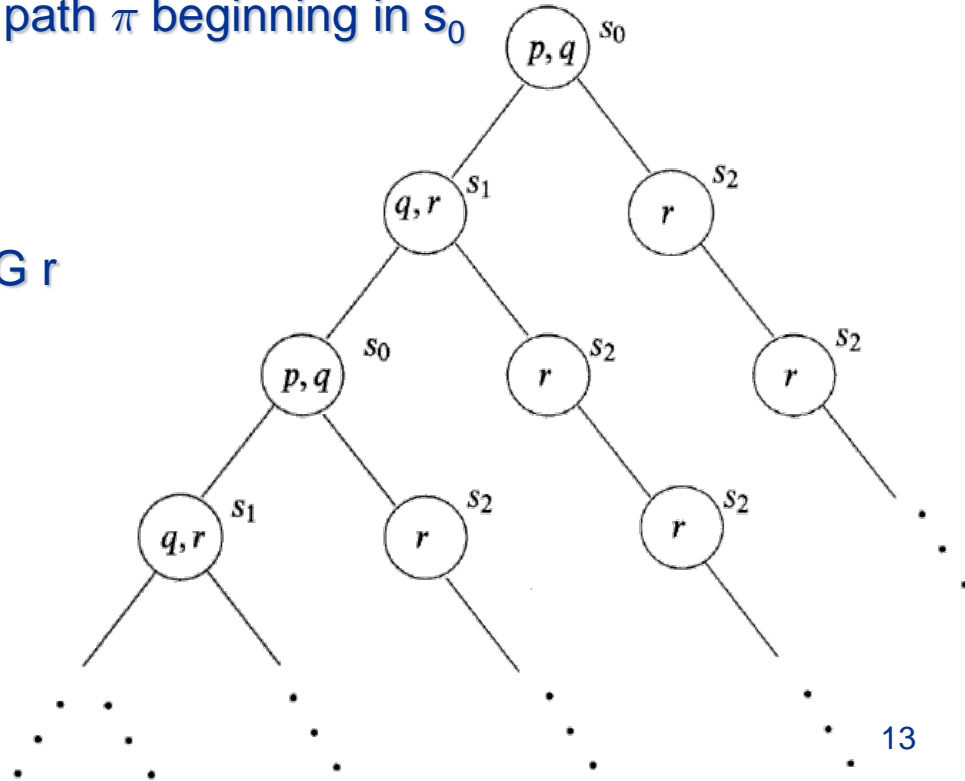 path π beginning in s₀
p, q s₀
q, r s₁
r s₂
G r
p, q s₀
r s₂
r s₂
q, r s₁
r s₂
r s₂
13